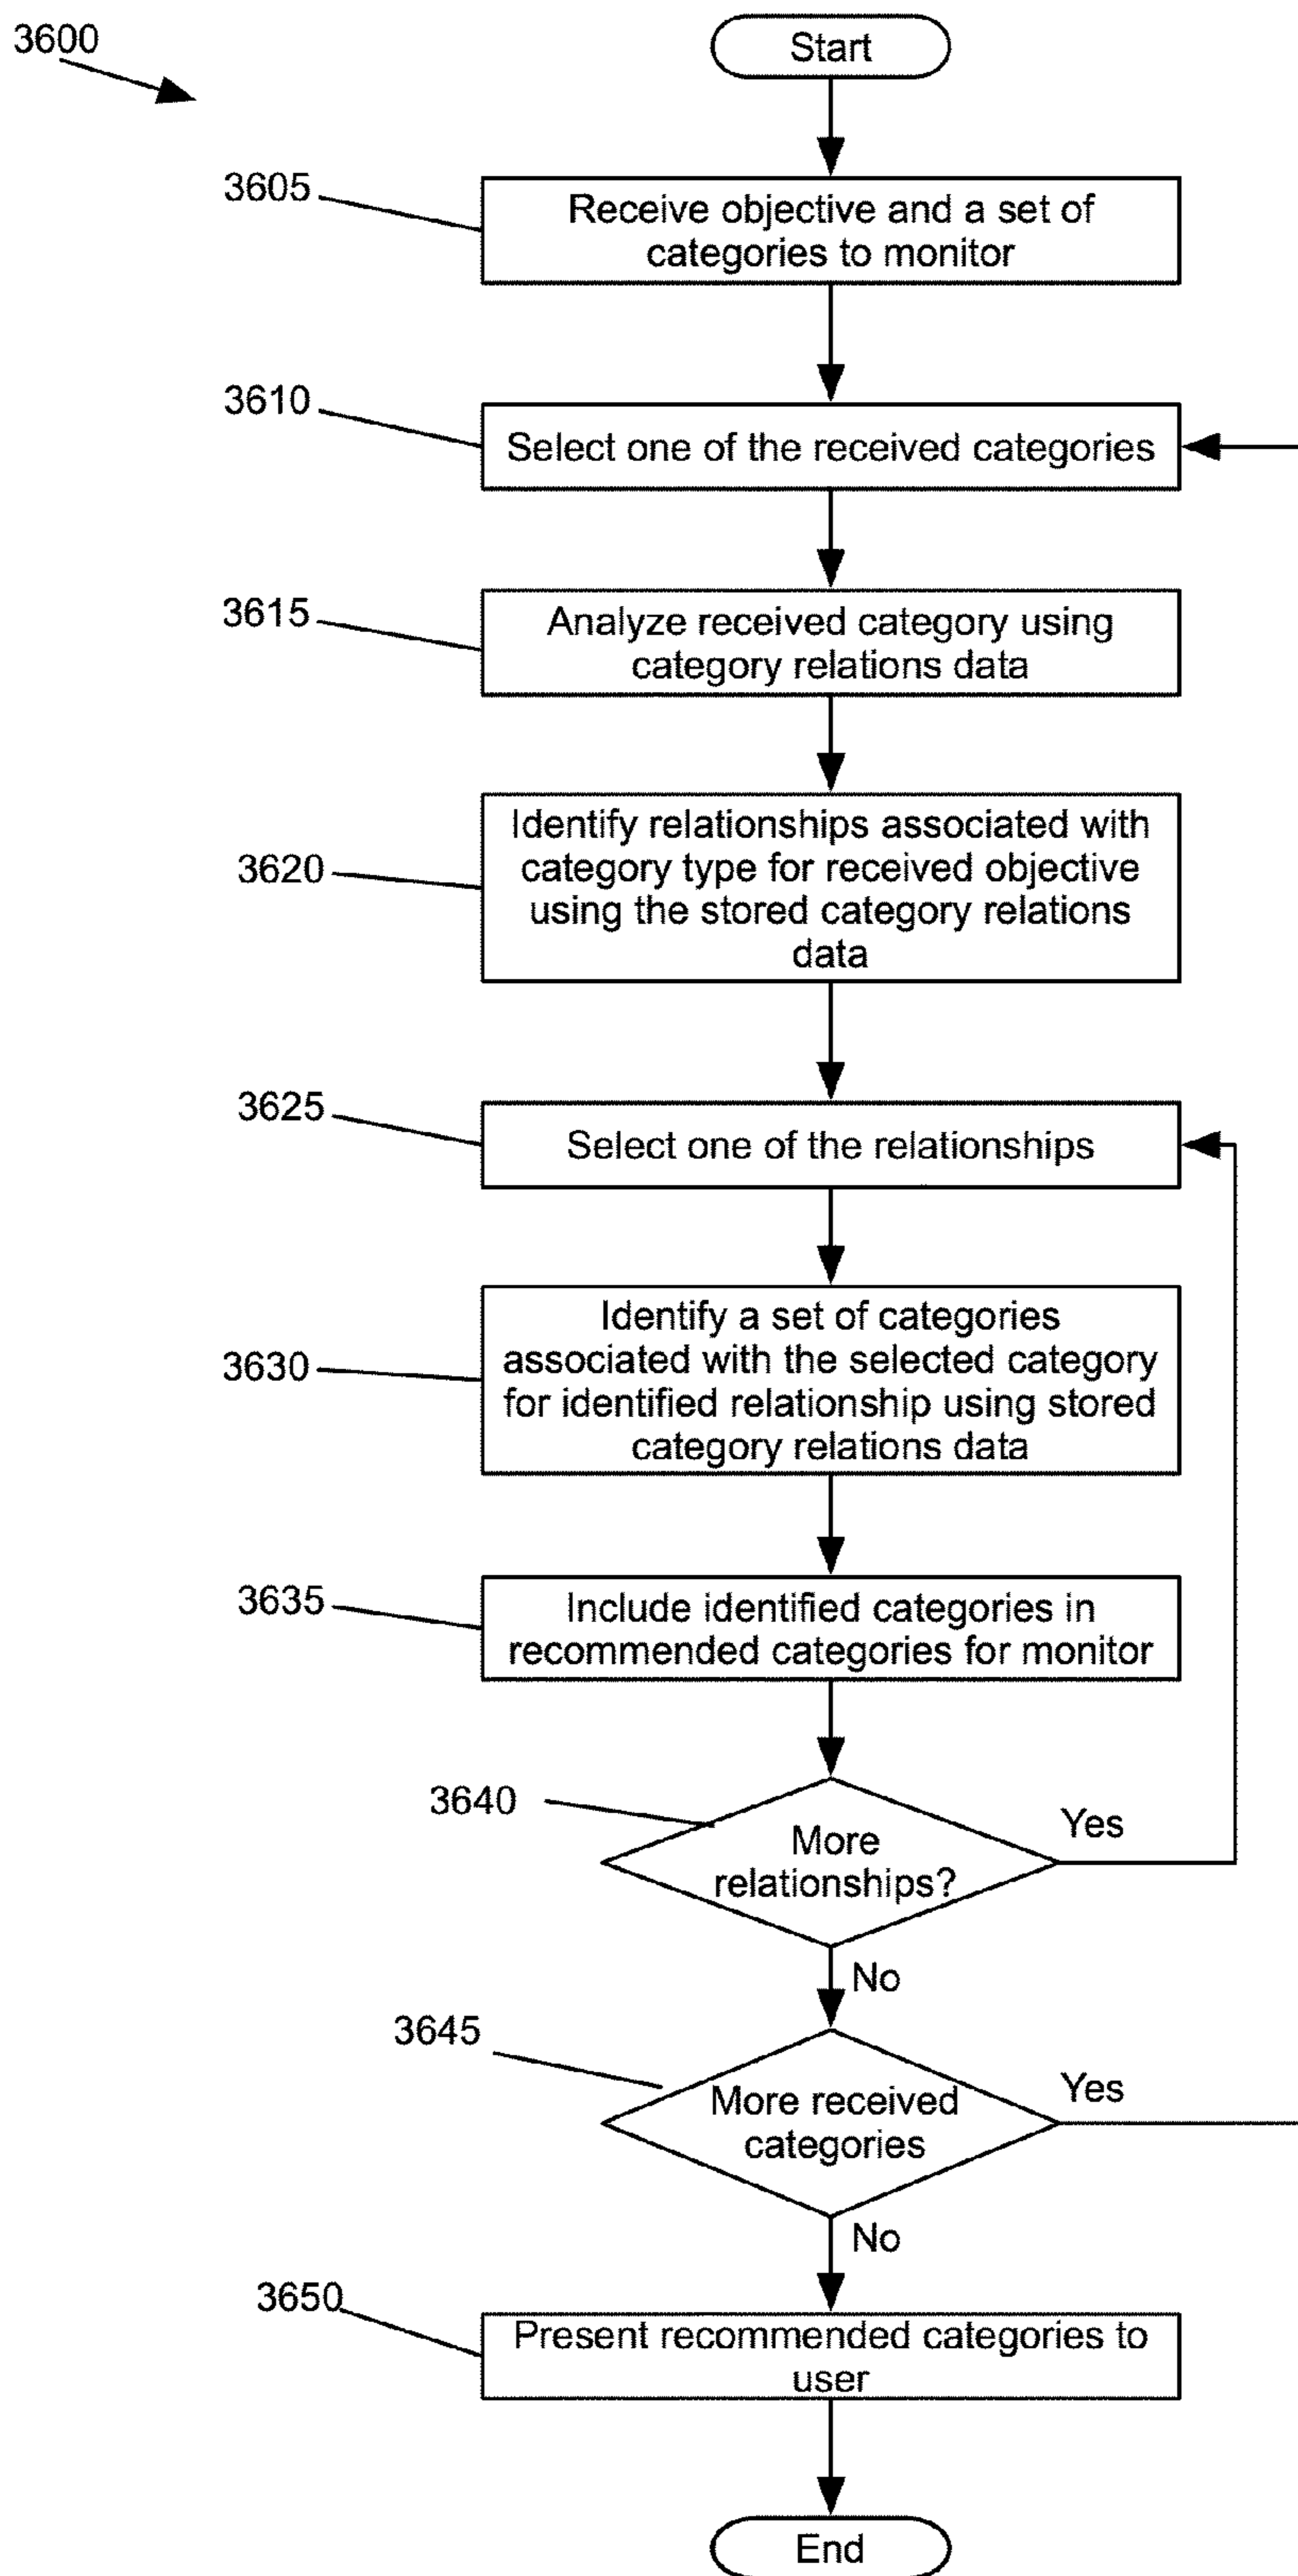 3600
Start
3605
Receive objective and a set of
categories to monitor
3610
Select one of the received categories
3615
Analyze received category using
category relations data
3620
Identify relationships associated with
category type for received objective
using the stored category relations
data
3625
Select one of the relationships
3630
Identify a set of categories
associated with the selected category
for identified relationship using stored
category relations data
3635
Include identified categories in
recommended categories for monitor
3640
More
relationships?
Yes
No
3645
More received
categories
Yes
No
3650
Present recommended categories to
user
End